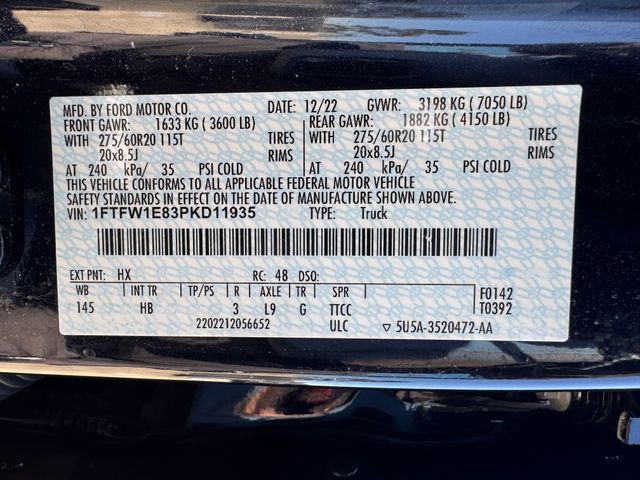 MFD. BY FORD MOTOR CO. DATE: 12/22 GVWR: 3198 KG ( 7050 LB)
FRONT GAWR: 1633 KG ( 3600 LB) REAR GAWR: 1882 KG ( 4150 LB)
WITH 275/60R20 115T TIRES WITH 275/60R20 115T TIRES
20x8.5J RIMS 20x8.5J RIMS
AT 240 kPa/ 35 PSI COLD AT 240 kPa/ 35 PSI COLD
THIS VEHICLE CONFORMS TO ALL APPLICABLE FEDERAL MOTOR VEHICLE
SAFETY STANDARDS IN EFFECT ON THE DATE OF MANUFACTURE SHOWN ABOVE.
VIN: 1FTFW1E83PKD11935 TYPE: Truck
EXT PNT: HX RC: 48 DSO:
WB INT TR TP/PS R AXLE TR SPR F0142
145 HB 3 L9 G TTCC T0392
2202212056652 ULC ▽ 5U5A-3520472-AA